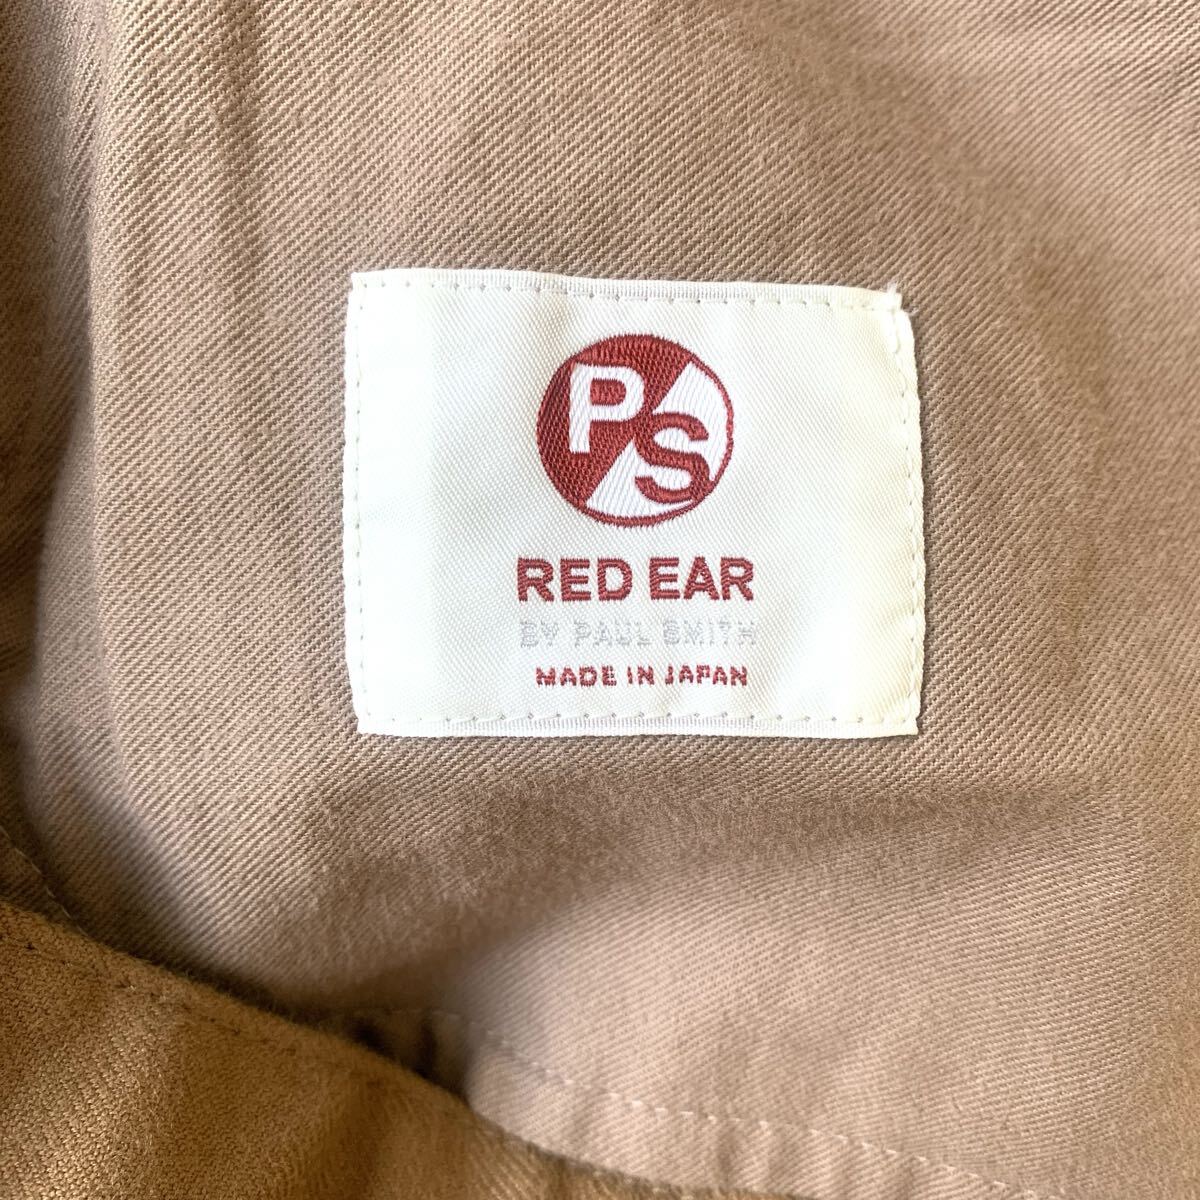 PS
RED EAR
BY PAUL SMITH
MADE IN JAPAN